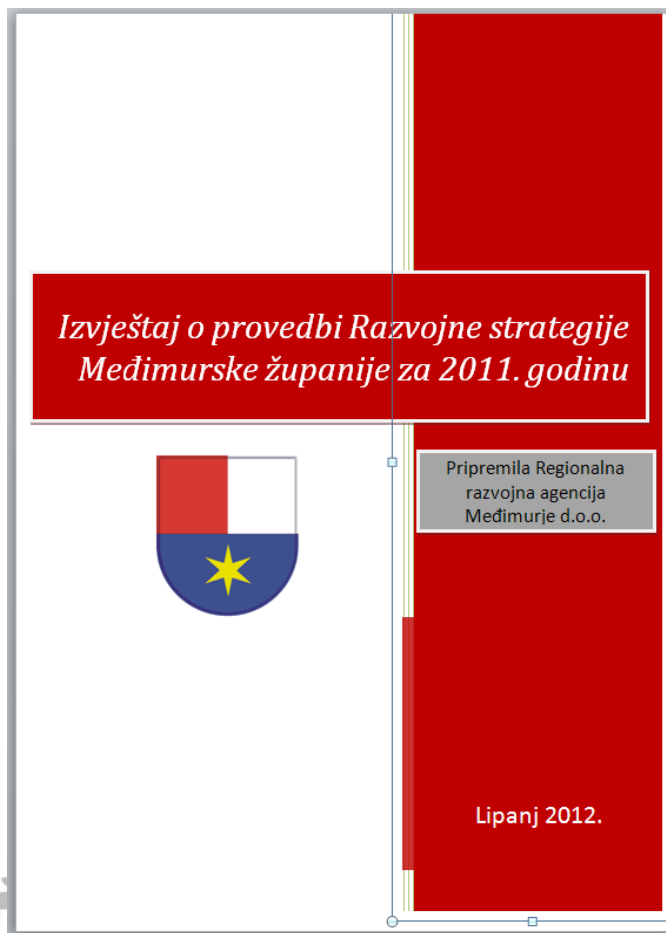 Izvještaj o provedbi Razvojne strategije
Međimurske županije za 2011. godinu
Pripremila Regionalna
razvojna agencija
Međimurje d.o.o.
Lipanj 2012.